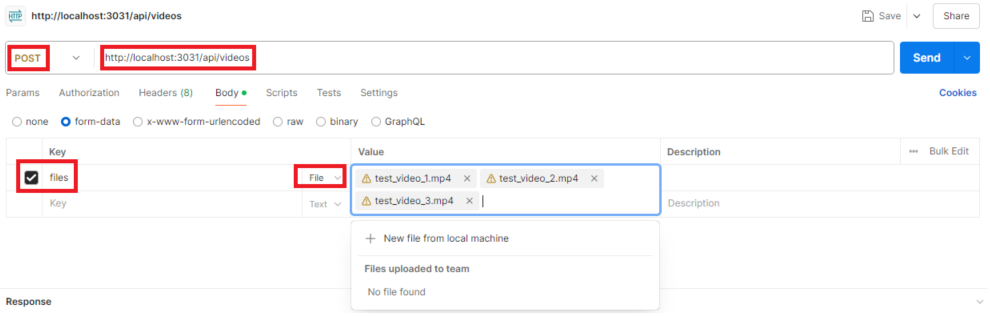 HTTP http://localhost:3031/api/videos Save Share
POST http://localhost:3031/api/videos Send
Params Authorization Headers (8) Body Scripts Tests Settings Cookies
none form-data x-www-form-urlencoded raw binary GraphQL
Key Value Description ••• Bulk Edit
files File test_video_1.mp4 × test_video_2.mp4 ×
test_video_3.mp4 ×
Key Text Description
+ New file from local machine
Files uploaded to team
No file found
Response